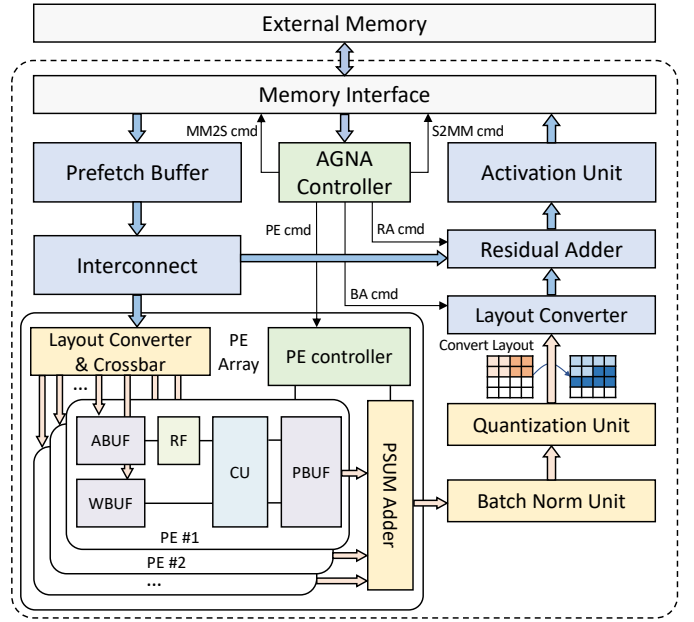 External Memory
Memory Interface
MM2S cmd
S2MM cmd
Prefetch Buffer
AGNA
Controller
Activation Unit
PE cmd
RA cmd
Interconnect
Residual Adder
BA cmd
Layout Converter
Layout Converter
& Crossbar
PE
Array
PE controller
Convert Layout
...
ABUF
RF
CU
PBUF
WBUF
PSUM Adder
Quantization Unit
Batch Norm Unit
PE #1
PE #2
...